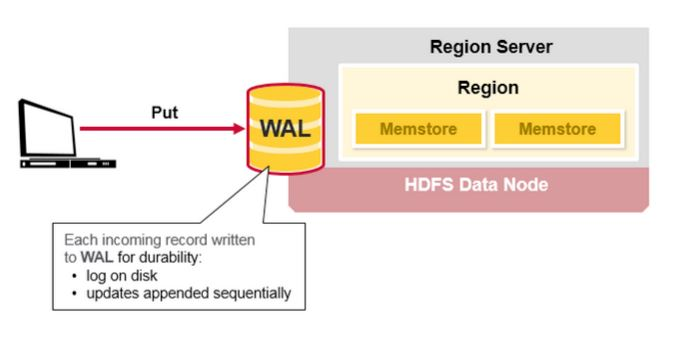 Region Server
Region
Put
WAL
Memstore Memstore
HDFS Data Node
Each incoming record written
to WAL for durability:
• log on disk
• updates appended sequentially